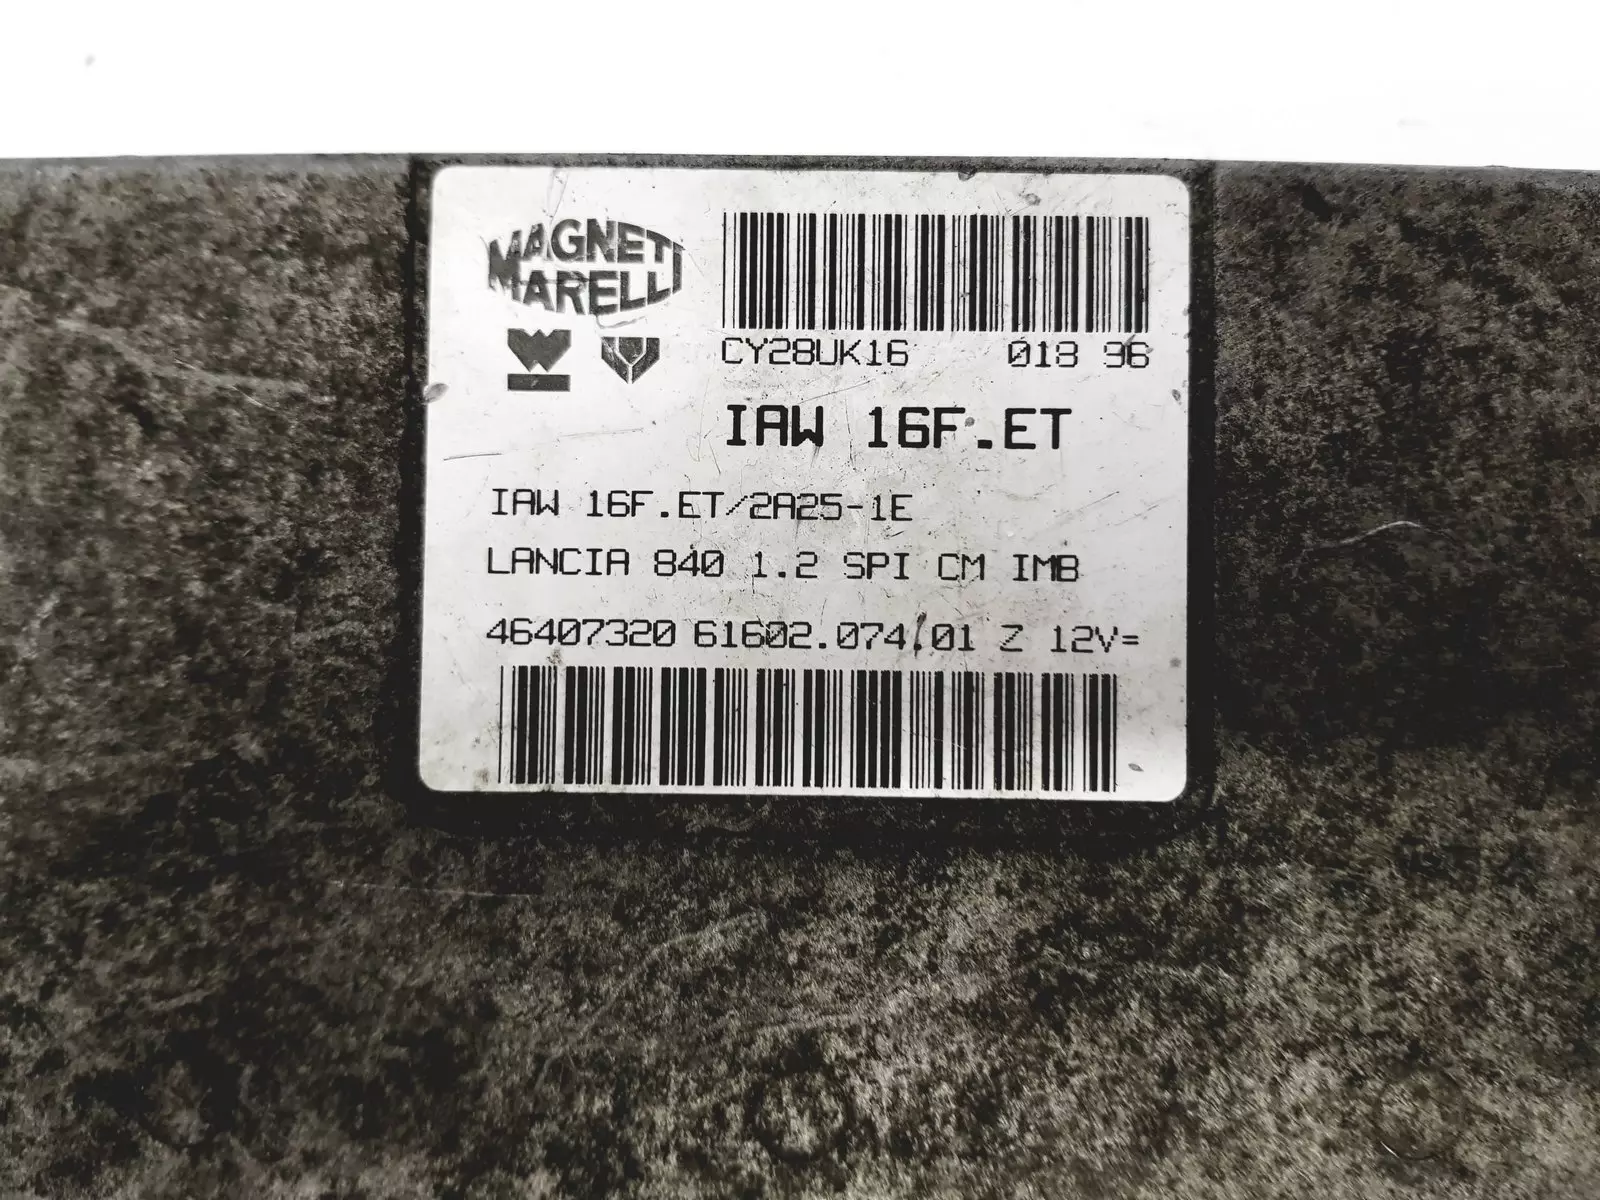 MAGNETI
MARELLI
CY28UK16 018 96
IAW 16F.ET
IAW 16F.ET/2A25-1E
LANCIA 840 1.2 SPI CM IMB
46407320 61602.074.01 Z 12V=